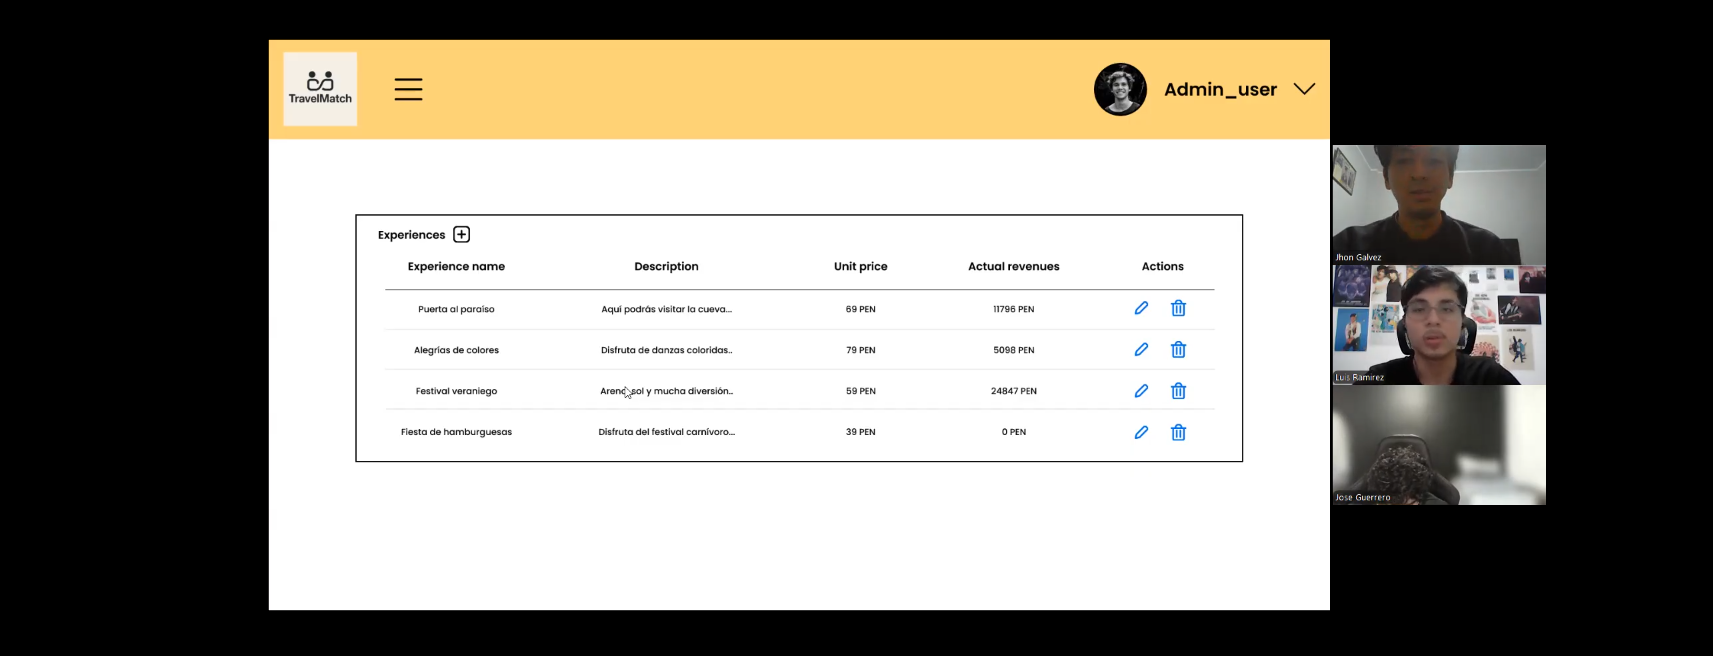 TravelMatch
Admin_user
Experiences
Experience name Description Unit price Actual revenues Actions
Puerta al paraíso Aquí podrás visitar la cueva... 69 PEN 11796 PEN
Alegrías de colores Disfruta de danzas coloridas.. 79 PEN 5098 PEN
Festival veraniego sol y mucha diversión.. 59 PEN 24847 PEN
Fiesta de hamburguesas Disfruta del festival carnívoro... 39 PEN 0 PEN
Jhon Galvez
Luis Ramirez
Jose Guerrero